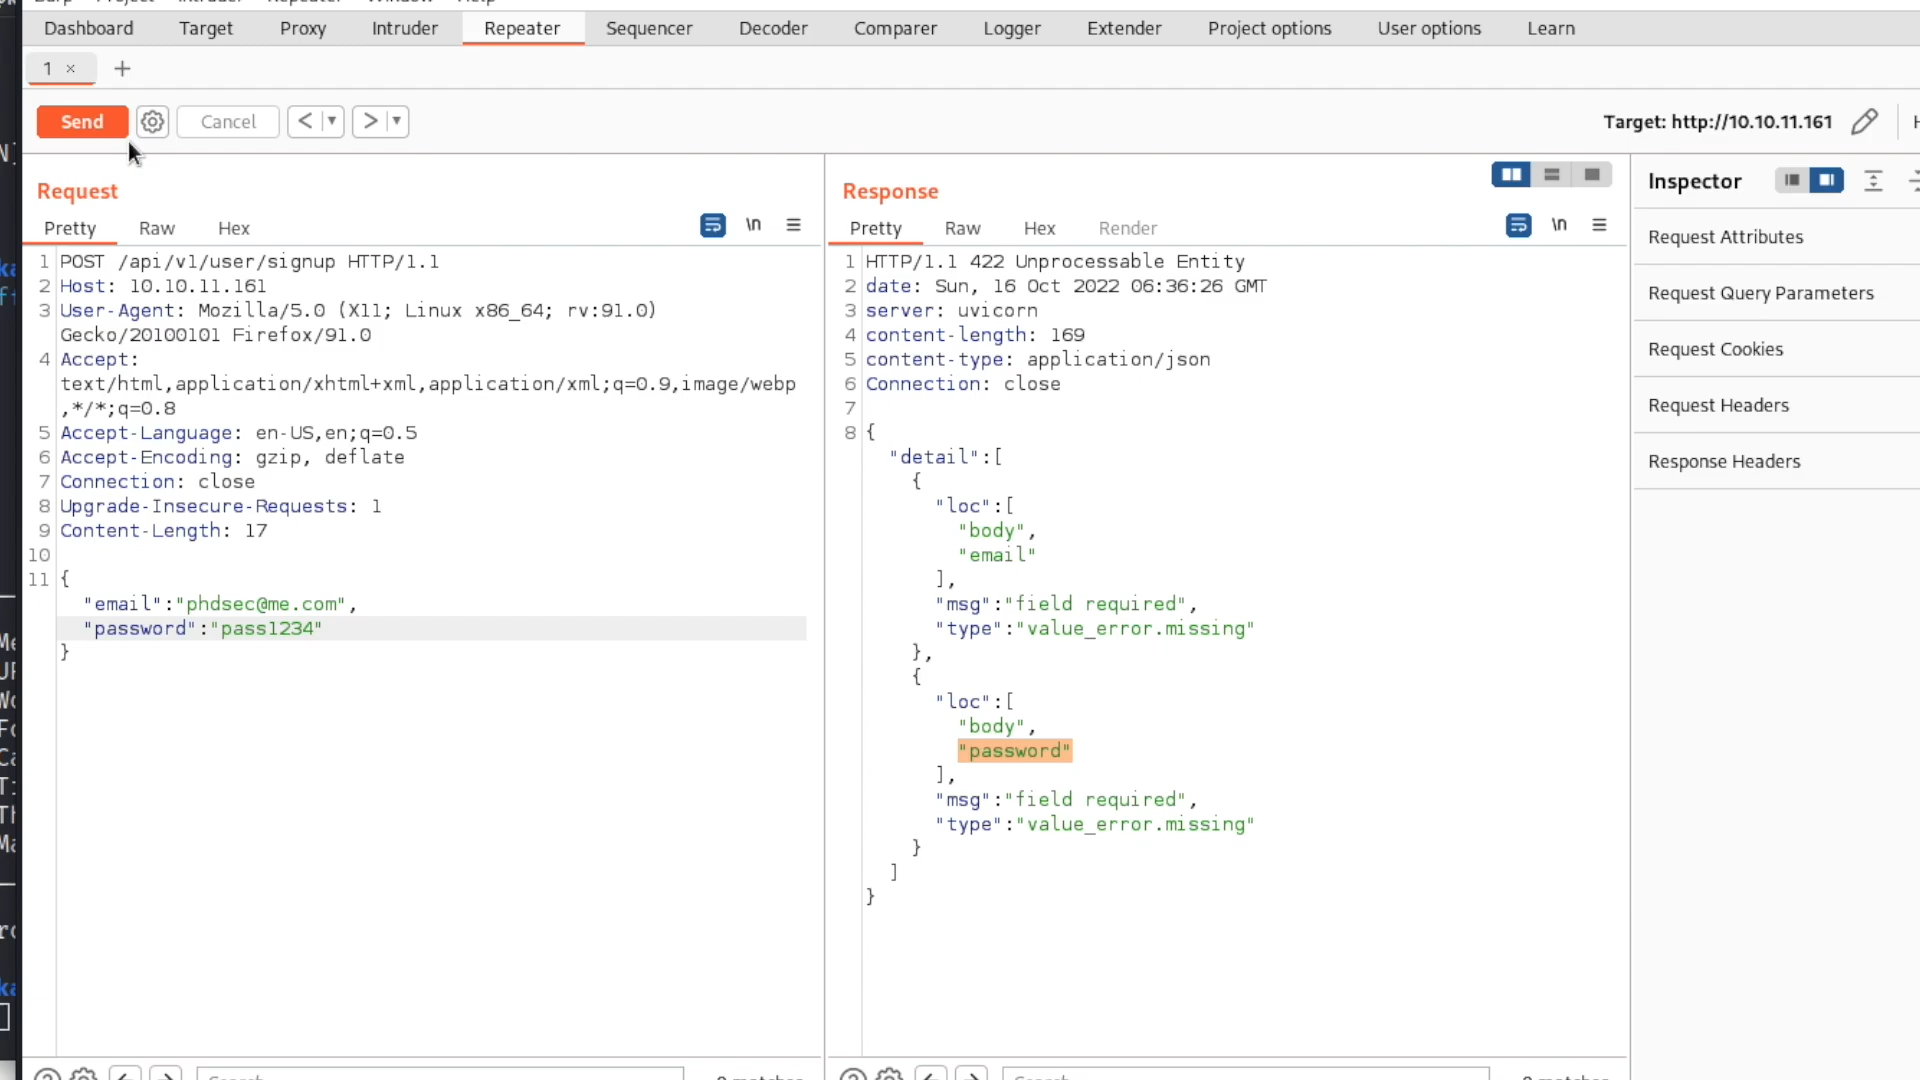 Dashboard Target Proxy Intruder Repeater Sequencer Decoder Comparer Logger Extender Project options User options Learn
1 × +
Send Cancel < ▾ > ▾ Target: http://10.10.11.161
Request
Pretty Raw Hex \n
1 POST /api/v1/user/signup HTTP/1.1
2 Host: 10.10.11.161
3 User-Agent: Mozilla/5.0 (X11; Linux x86_64; rv:91.0)
Gecko/20100101 Firefox/91.0
4 Accept:
text/html,application/xhtml+xml,application/xml;q=0.9,image/webp
,*/*;q=0.8
5 Accept-Language: en-US,en;q=0.5
6 Accept-Encoding: gzip, deflate
7 Connection: close
8 Upgrade-Insecure-Requests: 1
9 Content-Length: 17
10
11 {
"email":"phdsec@me.com",
"password":"pass1234"
}
Response
Pretty Raw Hex Render \n
1 HTTP/1.1 422 Unprocessable Entity
2 date: Sun, 16 Oct 2022 06:36:26 GMT
3 server: uvicorn
4 content-length: 169
5 content-type: application/json
6 Connection: close
7
8 {
"detail":[
{
"loc":[
"body",
"email"
],
"msg":"field required",
"type":"value_error.missing"
},
{
"loc":[
"body",
"password"
],
"msg":"field required",
"type":"value_error.missing"
}
]
}
Inspector
Request Attributes
Request Query Parameters
Request Cookies
Request Headers
Response Headers